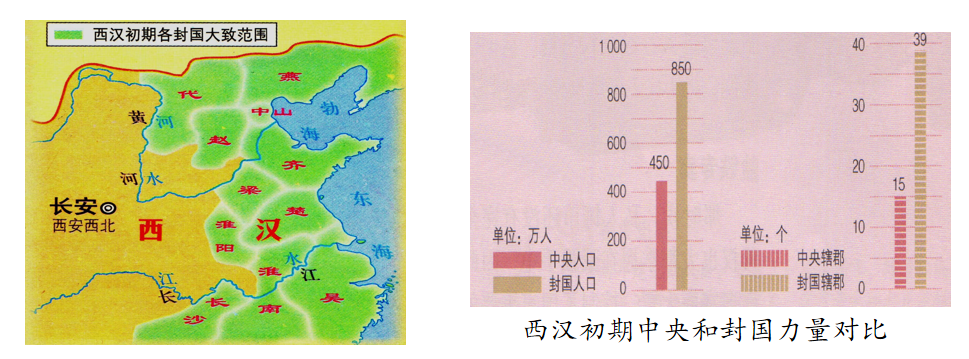 西汉初期各封国大致范围
燕
代
中山
渤海
黄河
赵
齐
河水
梁
楚
东海
长安
西安西北
西汉
淮阳
淮
江水
长江
吴
长沙
南
1000
800
600
400
200
0
450
850
单位：万人
中央人口
封国人口
40
30
20
10
0
15
39
单位：个
中央辖郡
封国辖郡
西汉初期中央和封国力量对比